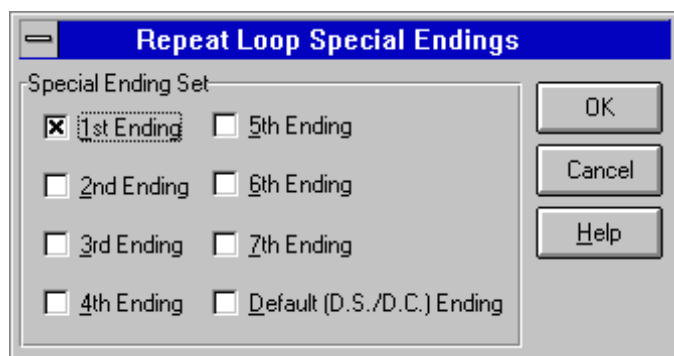 Repeat Loop Special Endings
Special Ending Set
1st Ending
5th Ending
2nd Ending
6th Ending
3rd Ending
7th Ending
4th Ending
Default (D.S./D.C.) Ending
OK
Cancel
Help